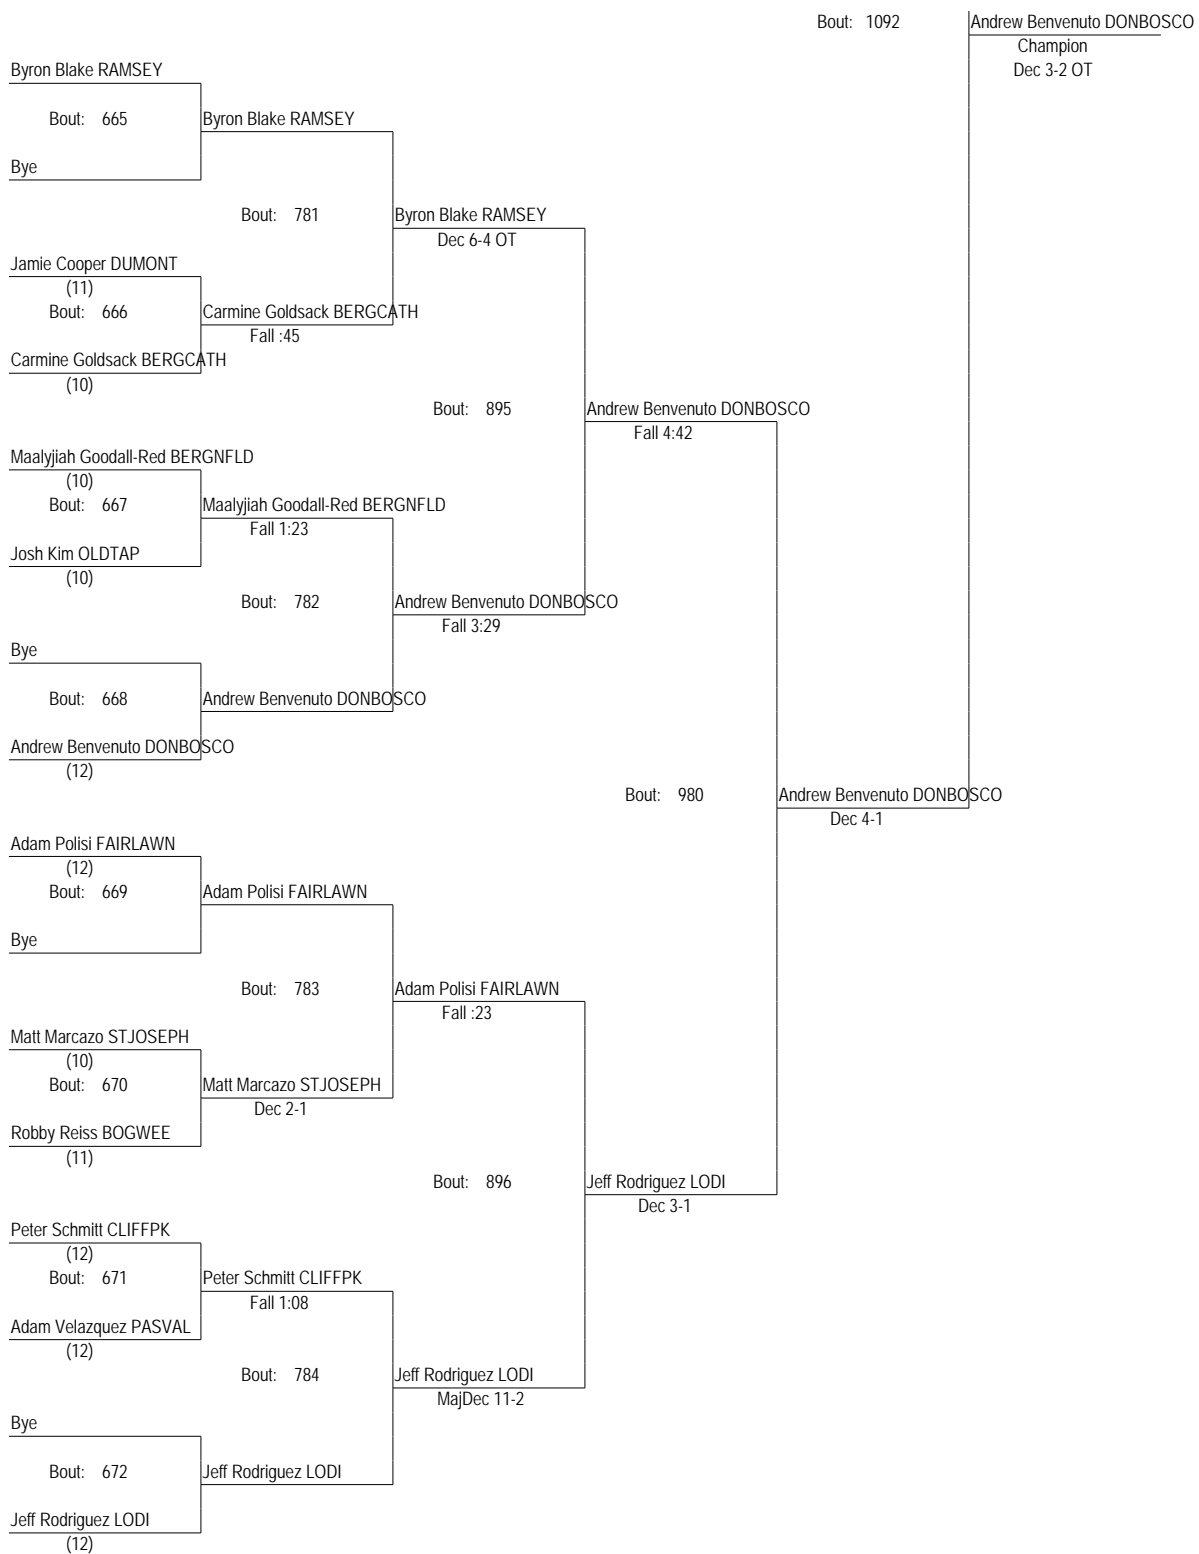 Bout: 1092 Andrew Benvenuto DONBOSCO
Champion
Byron Blake RAMSEY Dec 3-2 OT
Bout: 665 Byron Blake RAMSEY
Bye
Bout: 781 Byron Blake RAMSEY
Dec 6-4 OT
Jamie Cooper DUMONT
(11)
Bout: 666 Carmine Goldsack BERGCATH
Fall :45
Carmine Goldsack BERGCATH
(10)
Bout: 895 Andrew Benvenuto DONBOSCO
Fall 4:42
Maalyjiah Goodall-Red BERGNFLD
(10)
Bout: 667 Maalyjiah Goodall-Red BERGNFLD
Fall 1:23
Josh Kim OLDTAP
(10)
Bout: 782 Andrew Benvenuto DONBOSCO
Fall 3:29
Bye
Bout: 668 Andrew Benvenuto DONBOSCO
Andrew Benvenuto DONBOSCO
(12)
Bout: 980 Andrew Benvenuto DONBOSCO
Dec 4-1
Adam Polisi FAIRLAWN
(12)
Bout: 669 Adam Polisi FAIRLAWN
Bye
Bout: 783 Adam Polisi FAIRLAWN
Fall :23
Matt Marcazo STJOSEPH
(10)
Bout: 670 Matt Marcazo STJOSEPH
Dec 2-1
Robby Reiss BOGWEE
(11)
Bout: 896 Jeff Rodriguez LODI
Dec 3-1
Peter Schmitt CLIFFPK
(12)
Bout: 671 Peter Schmitt CLIFFPK
Fall 1:08
Adam Velazquez PASVAL
(12)
Bout: 784 Jeff Rodriguez LODI
MajDec 11-2
Bye
Bout: 672 Jeff Rodriguez LODI
Jeff Rodriguez LODI
(12)